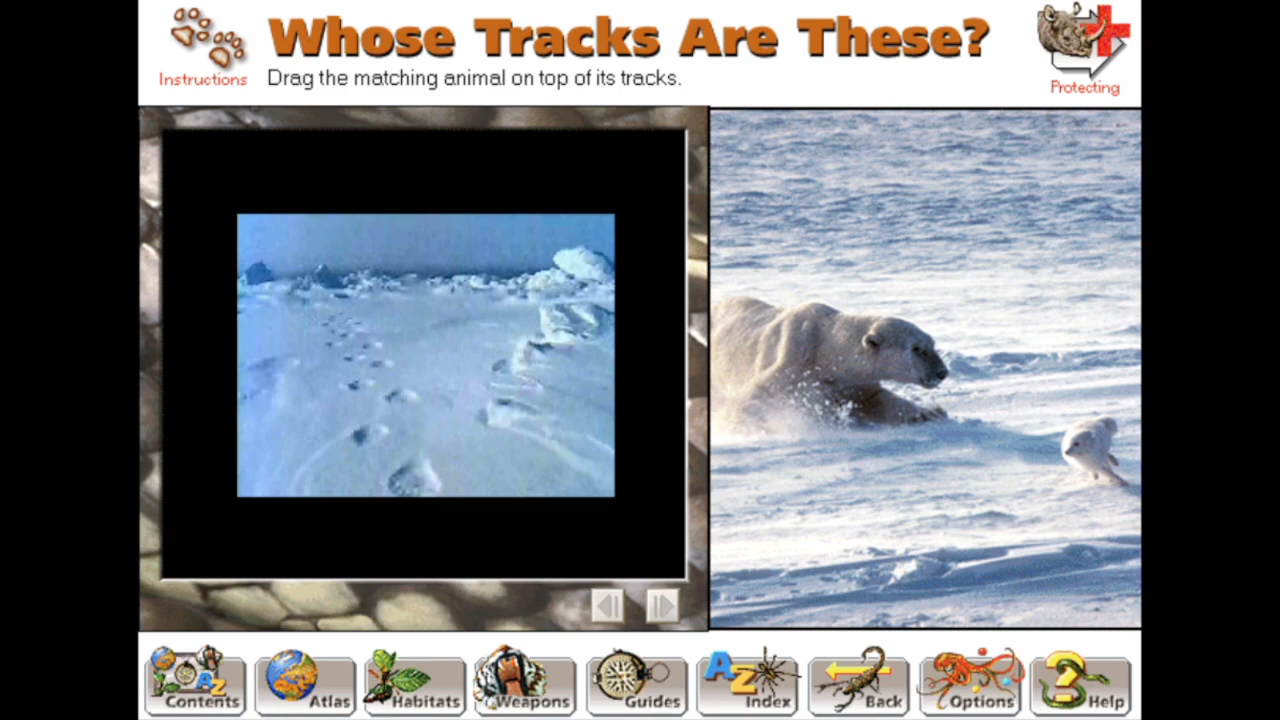 Whose Tracks Are These?
Instructions
Drag the matching animal on top of its tracks.
Protecting
Contents
Atlas
Habitats
Weapons
Guides
A Z Index
Back
Options
Help